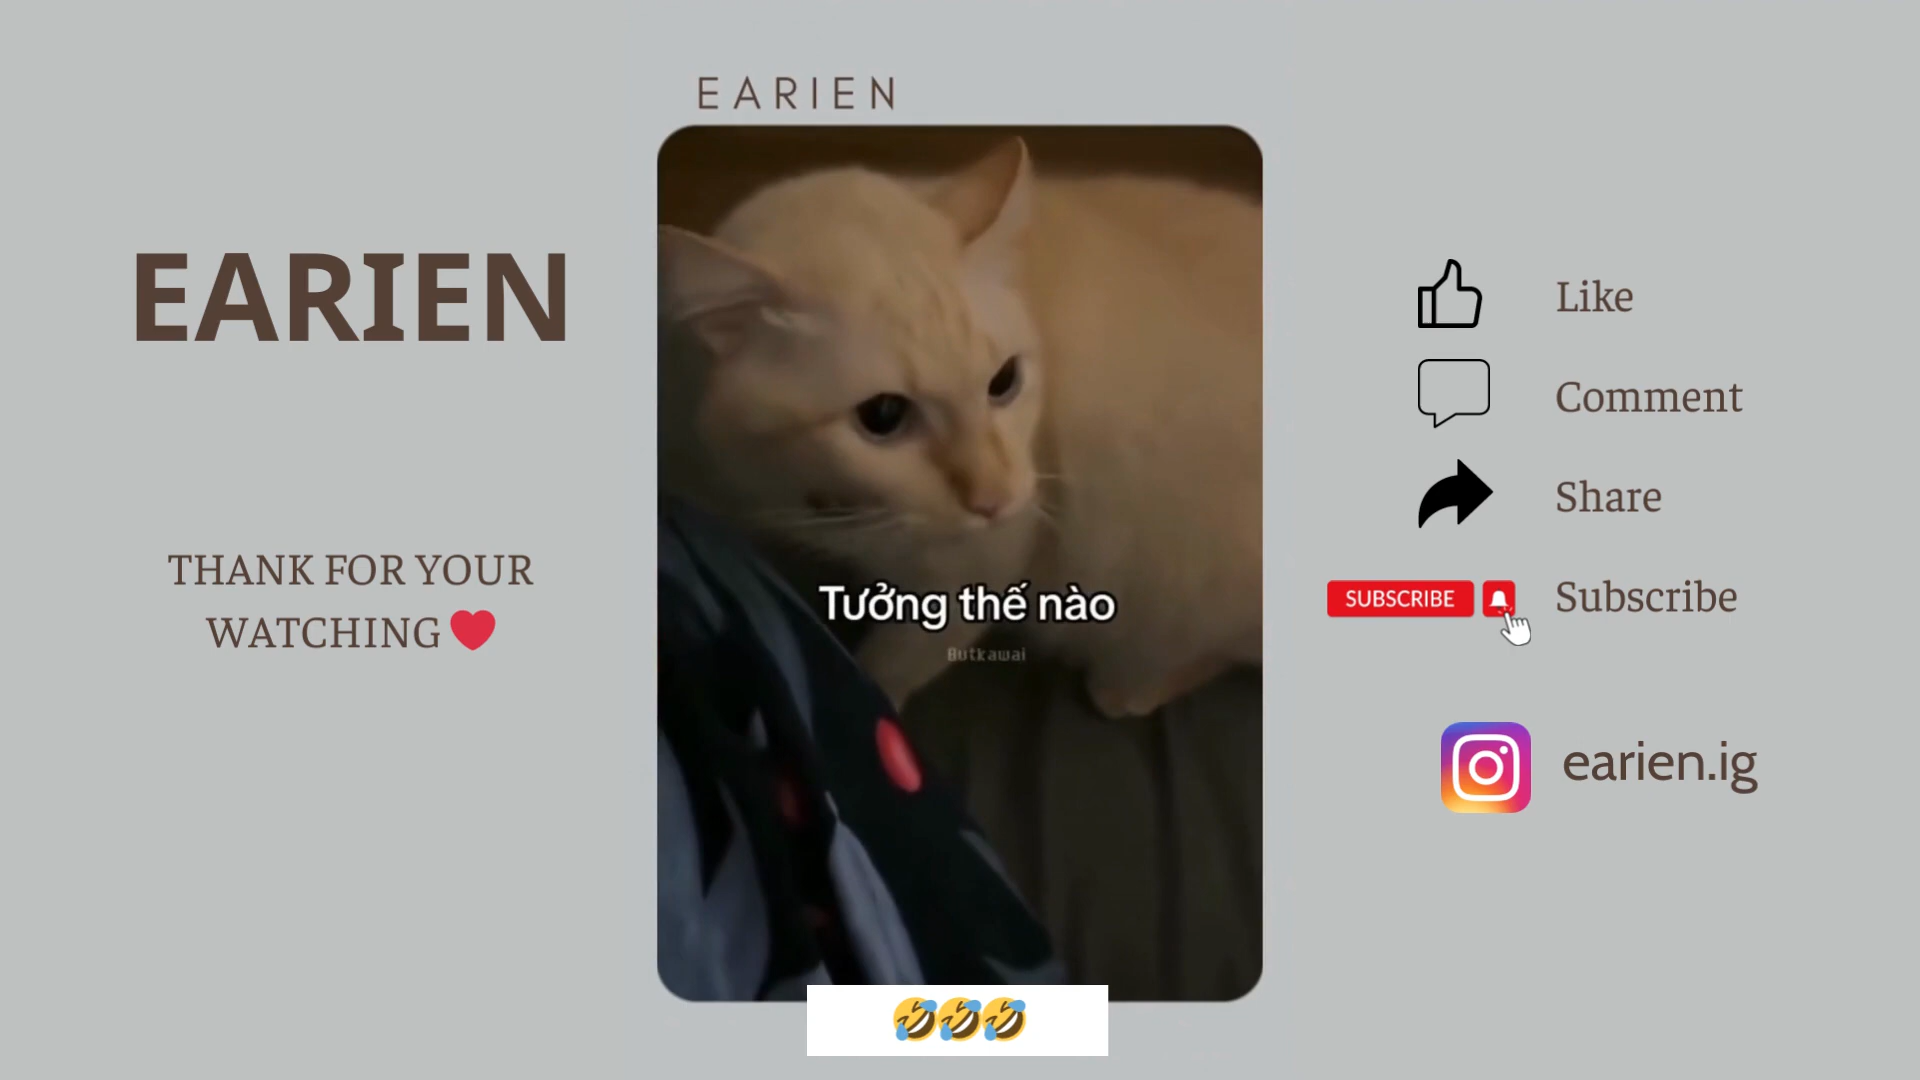 EARIEN
EARIEN
THANK FOR YOUR
WATCHING❤️
Tưởng thế nào
Butkawai
Like
Comment
Share
SUBSCRIBE
Subscribe
earien.ig
🤣🤣🤣